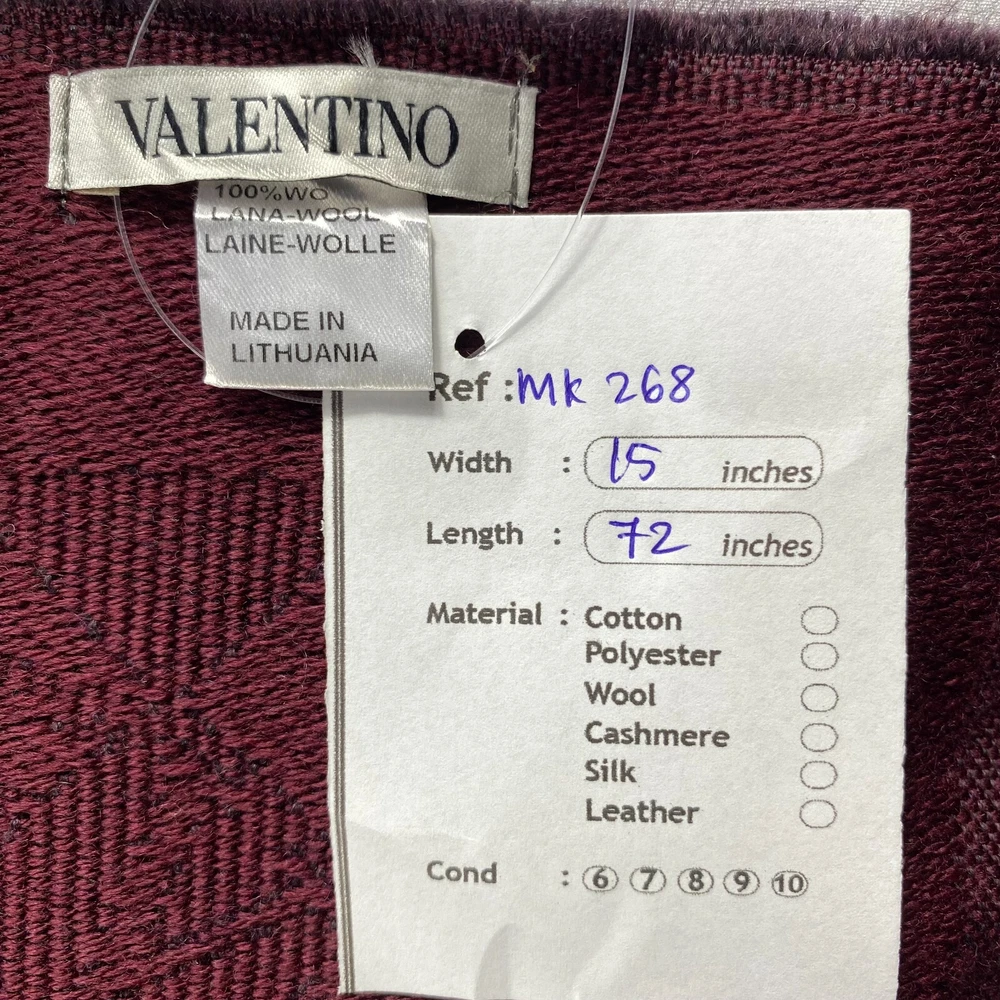 VALENTINO
100%WO
LANA-WOOL
LAINE-WOLLE
MADE IN
LITHUANIA
Ref : MK 268
Width : 15 inches
Length : 72 inches
Material : Cotton
Polyester
Wool
Cashmere
Silk
Leather
Cond : 6 7 8 9 10